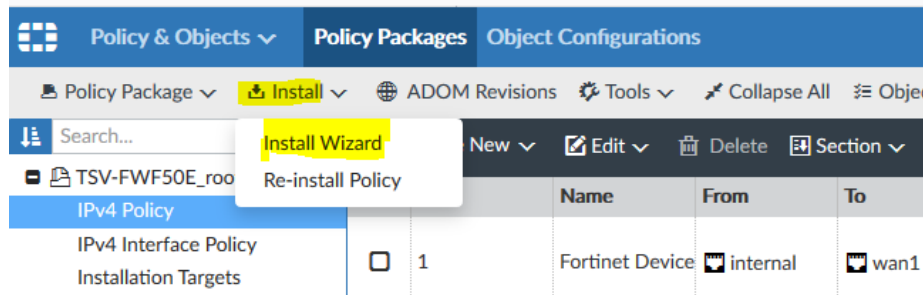 Policy & Objects Policy Packages Object Configurations
Policy Package Install ADOM Revisions Tools Collapse All
Search... Install Wizard New Edit Delete Section
TSV-FWF50E_roo Re-install Policy
Name From To
IPv4 Policy
IPv4 Interface Policy
1 Fortinet Device internal wan1
Installation Targets